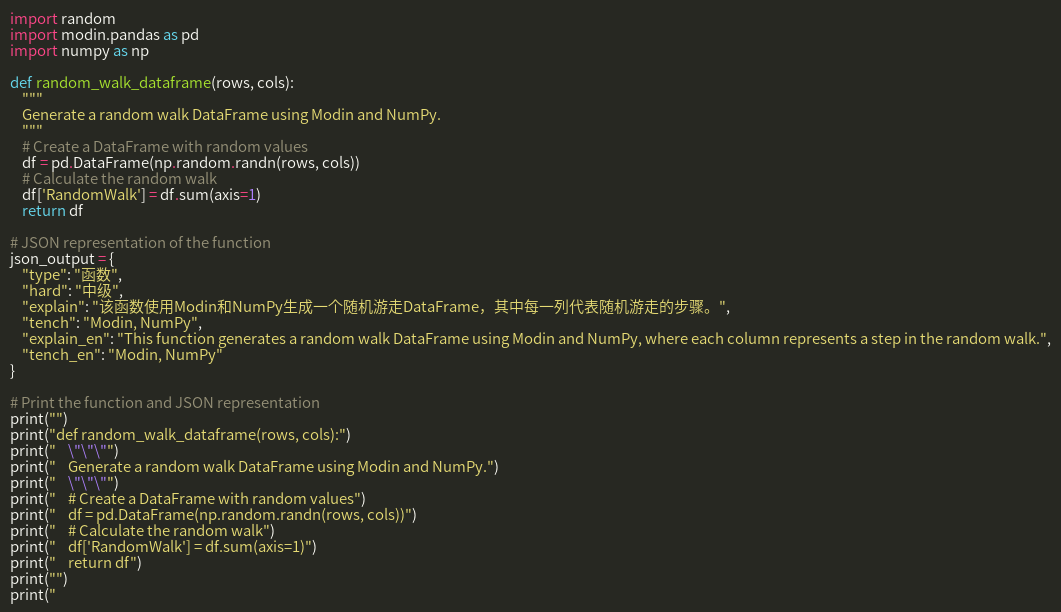 import random
import modin.pandas as pd
import numpy as np

def random_walk_dataframe(rows, cols):
    """
    Generate a random walk DataFrame using Modin and NumPy.
    """
    # Create a DataFrame with random values
    df = pd.DataFrame(np.random.randn(rows, cols))
    # Calculate the random walk
    df['RandomWalk'] = df.sum(axis=1)
    return df

# JSON representation of the function
json_output = {
    "type": "函数",
    "hard": "中级",
    "explain": "该函数使用Modin和NumPy生成一个随机游走DataFrame，其中每一列代表随机游走的步骤。",
    "tench": "Modin, NumPy",
    "explain_en": "This function generates a random walk DataFrame using Modin and NumPy, where each column represents a step in the random walk.",
    "tench_en": "Modin, NumPy"
}

# Print the function and JSON representation
print("")
print("def random_walk_dataframe(rows, cols):")
print("    \"\"\"")
print("    Generate a random walk DataFrame using Modin and NumPy.")
print("    \"\"\"")
print("    # Create a DataFrame with random values")
print("    df = pd.DataFrame(np.random.randn(rows, cols))")
print("    # Calculate the random walk")
print("    df['RandomWalk'] = df.sum(axis=1)")
print("    return df")
print("")
print("